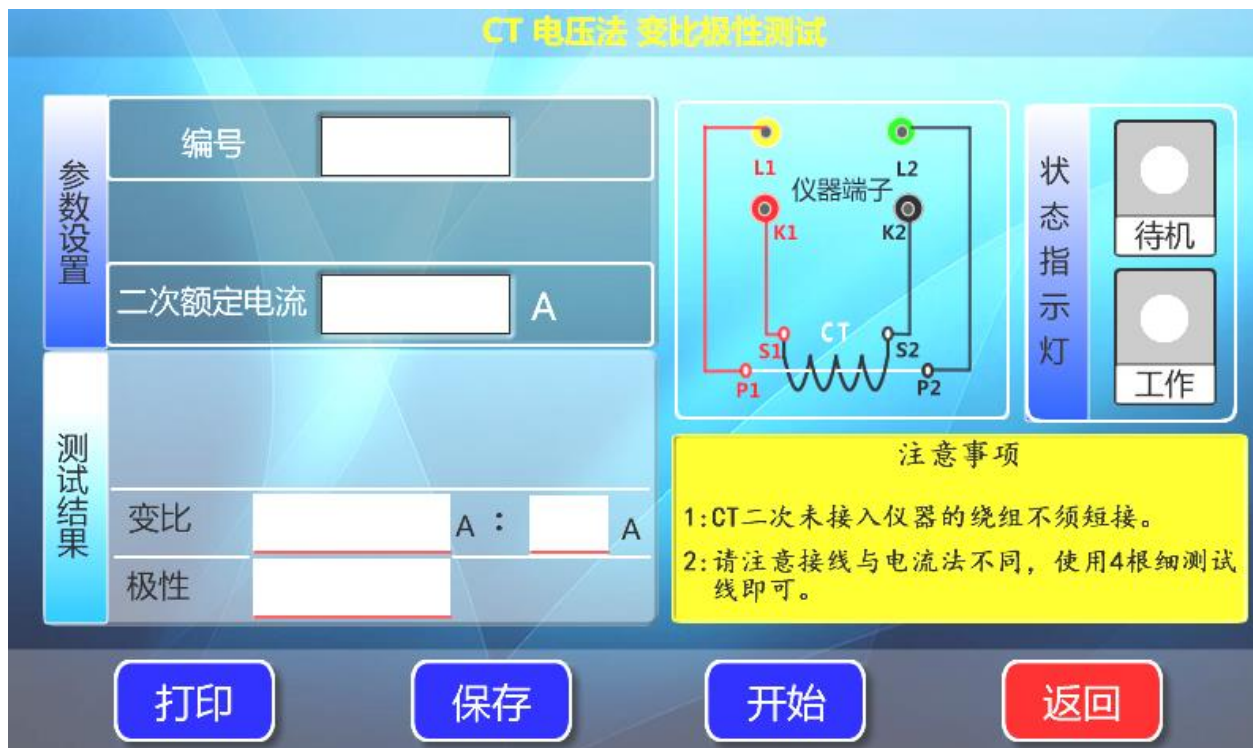 CT 电压法 变比极性测试
参数设置
编号
二次额定电流
A
测试结果
变比
A :
A
极性
L1
L2
仪器端子
K1
K2
CT
S1
S2
P1
P2
状态指示灯
待机
工作
注意事项
1:CT二次未接入仪器的绕组不须短接。
2:请注意接线与电流法不同，使用4根细测试
线即可。
打印
保存
开始
返回